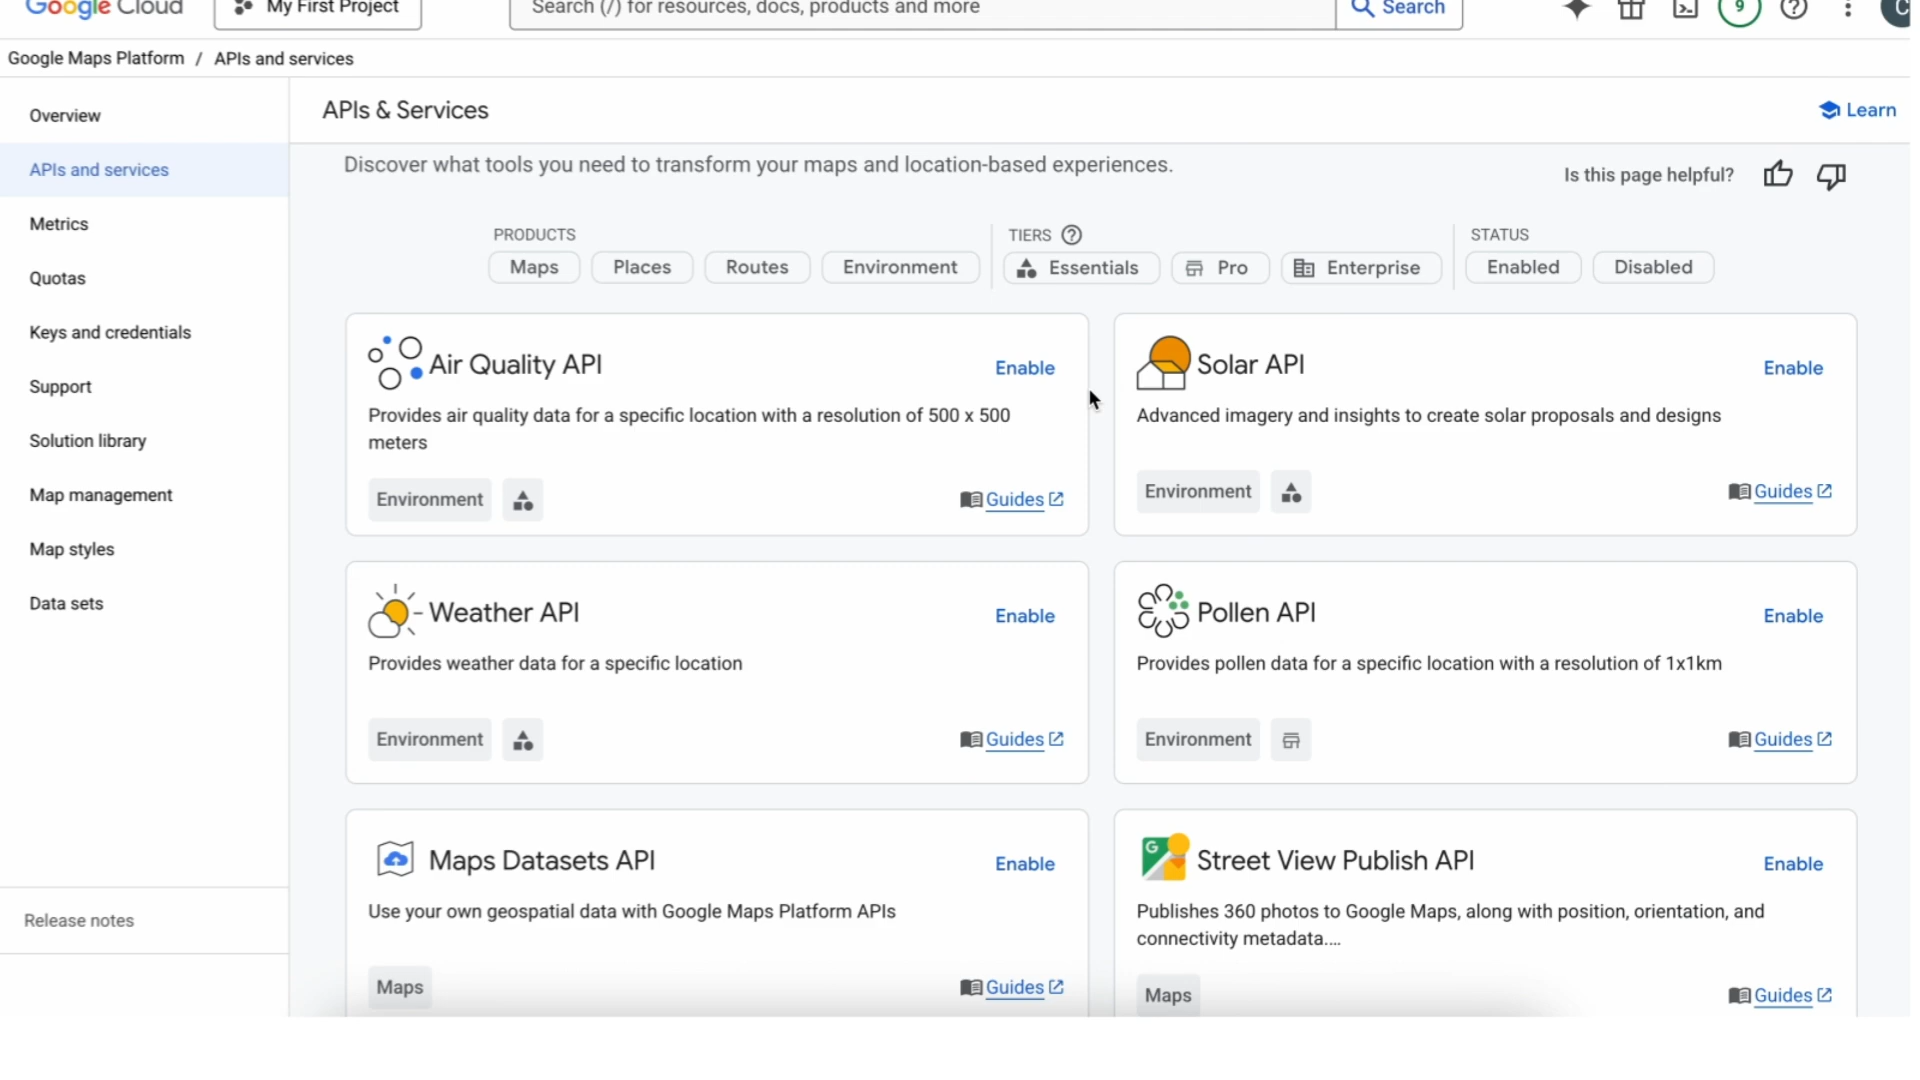 Google Cloud
My First Project
Search (/) for resources, docs, products and more
Search
9
C
Google Maps Platform / APIs and services
Overview
APIs and services
Metrics
Quotas
Keys and credentials
Support
Solution library
Map management
Map styles
Data sets
Release notes
APIs & Services
Learn
Discover what tools you need to transform your maps and location-based experiences.
Is this page helpful?
PRODUCTS
Maps
Places
Routes
Environment
TIERS
Essentials
Pro
Enterprise
STATUS
Enabled
Disabled
Air Quality API
Enable
Provides air quality data for a specific location with a resolution of 500 x 500
meters
Environment
Guides
Solar API
Enable
Advanced imagery and insights to create solar proposals and designs
Environment
Guides
Weather API
Enable
Provides weather data for a specific location
Environment
Guides
Pollen API
Enable
Provides pollen data for a specific location with a resolution of 1x1km
Environment
Guides
Maps Datasets API
Enable
Use your own geospatial data with Google Maps Platform APIs
Maps
Guides
G
Street View Publish API
Enable
Publishes 360 photos to Google Maps, along with position, orientation, and
connectivity metadata....
Maps
Guides